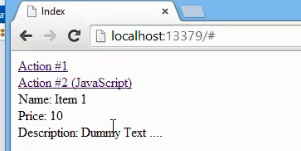 Index
localhost:13379/#
Action #1
Action #2 (JavaScript)
Name: Item 1
Price: 10
Description: Dummy Text ....